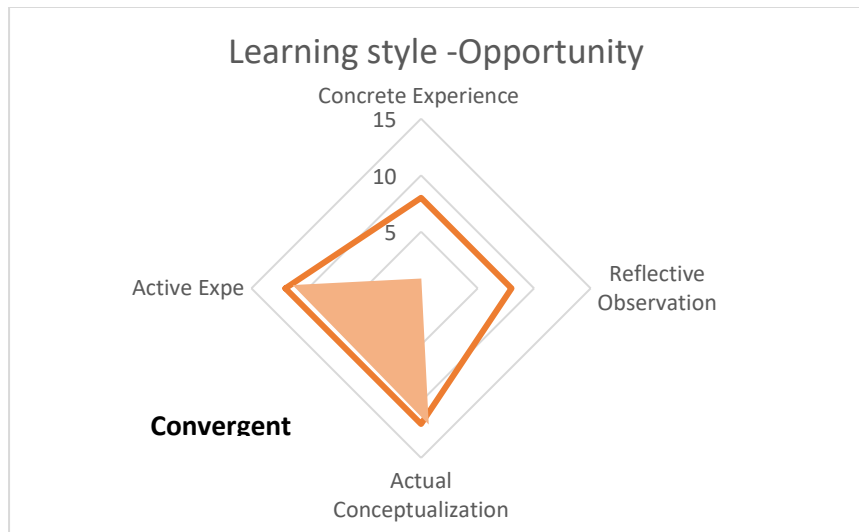 Learning style -Opportunity
Concrete Experience
15
10
5
Active Expe
Reflective
Observation
Convergent
Actual
Conceptualization